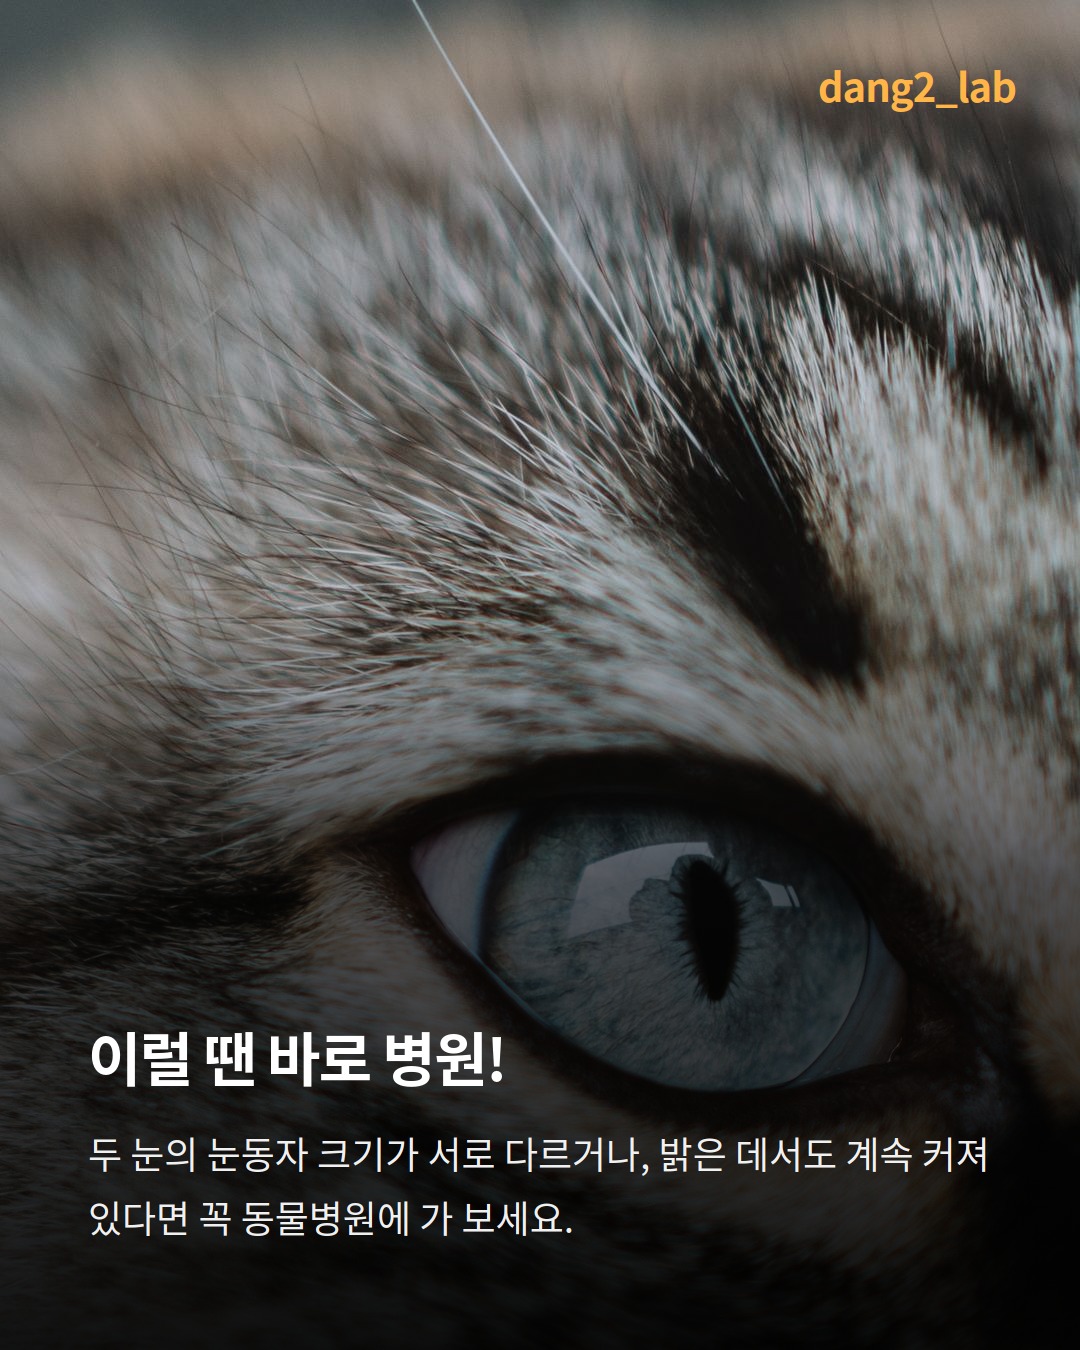 dang2_lab
이럴 땐 바로 병원!
두 눈의 눈동자 크기가 서로 다르거나, 밝은 데서도 계속 커져
있다면 꼭 동물병원에 가 보세요.